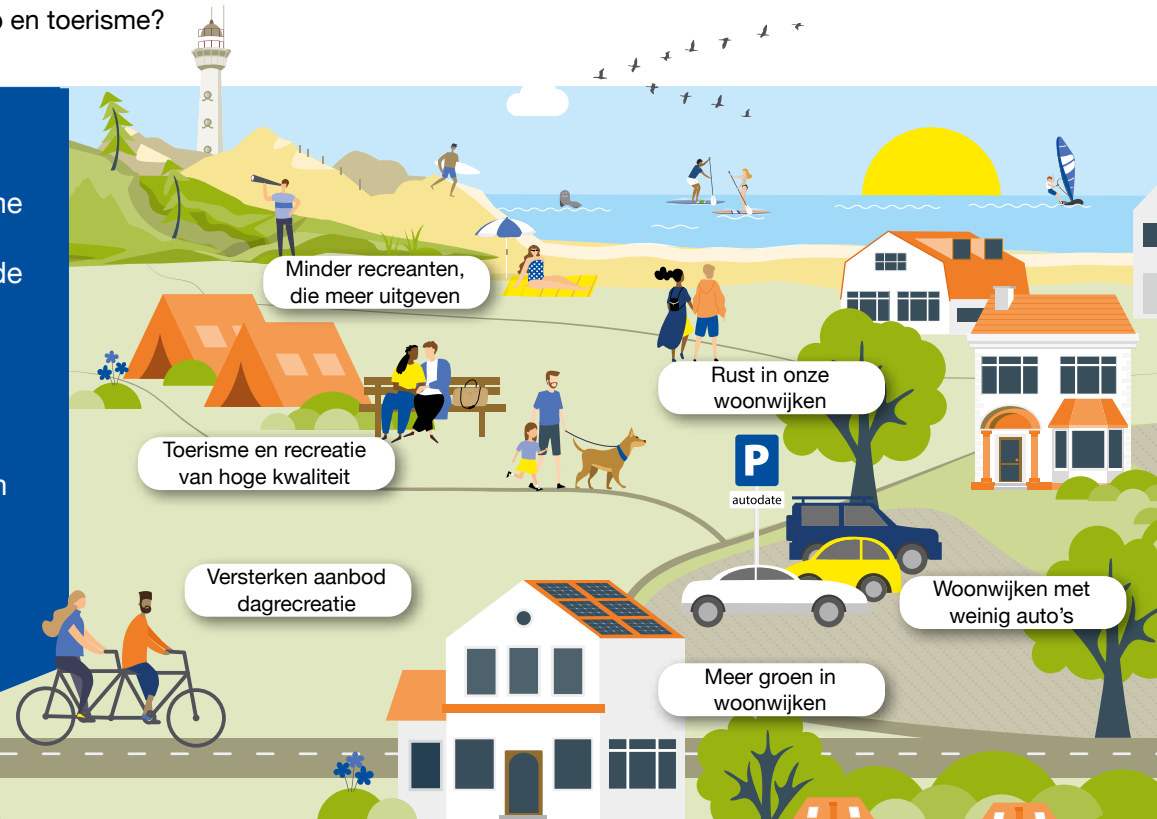 en toerisme?
de
Minder recreanten,
die meer uitgeven
Rust in onze
woonwijken
Toerisme en recreatie
van hoge kwaliteit
P
autodate
Versterken aanbod
dagrecreatie
Woonwijken met
weinig auto's
Meer groen in
woonwijken